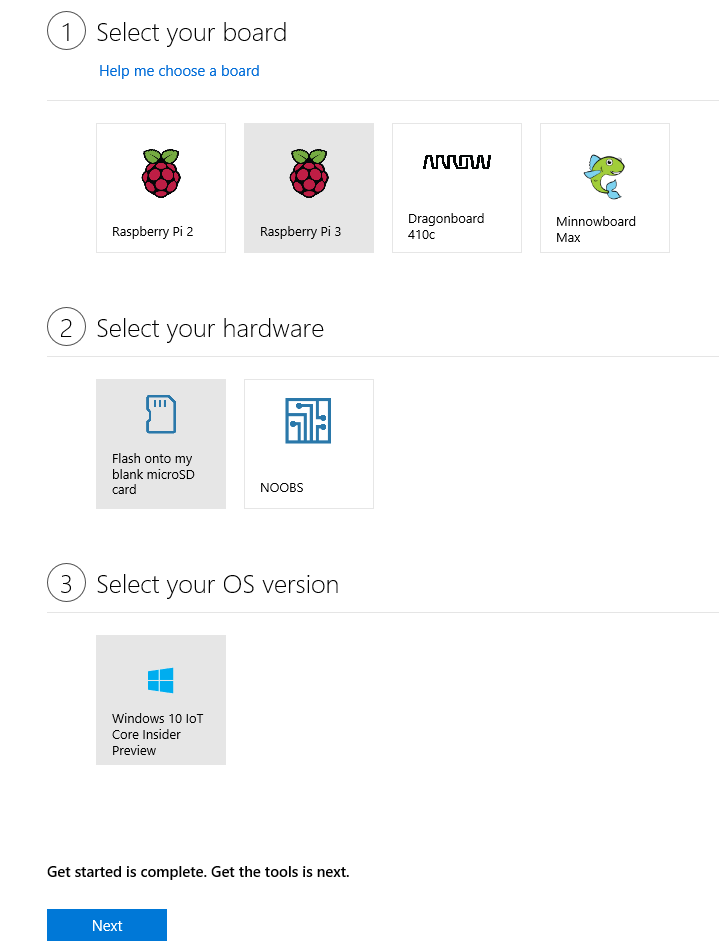 1 Select your board
Help me choose a board
Raspberry Pi 2
Raspberry Pi 3
ARROW
Dragonboard
410c
Minnowboard
Max
2 Select your hardware
Flash onto my
blank microSD
card
NOOBS
3 Select your OS version
Windows 10 IoT
Core Insider
Preview
Get started is complete. Get the tools is next.
Next